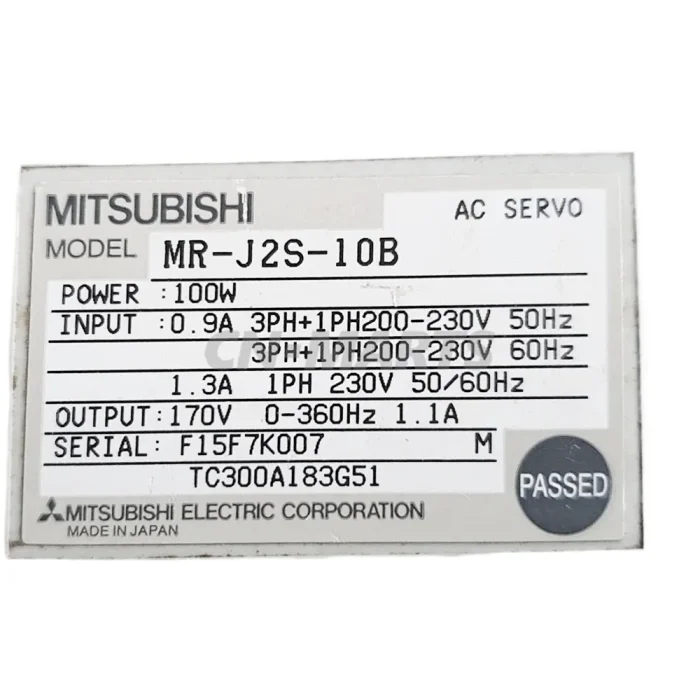 MITSUBISHI
AC SERVO
MODEL MR-J2S-10B
POWER : 100W
INPUT : 0.9A 3PH+1PH200-230V 50Hz
3PH+1PH200-230V 60Hz
1.3A 1PH 230V 50/60Hz
OUTPUT: 170V 0-360Hz 1.1A
SERIAL: F15F7K007 M
TC300A183G51
PASSED
MITSUBISHI ELECTRIC CORPORATION
MADE IN JAPAN